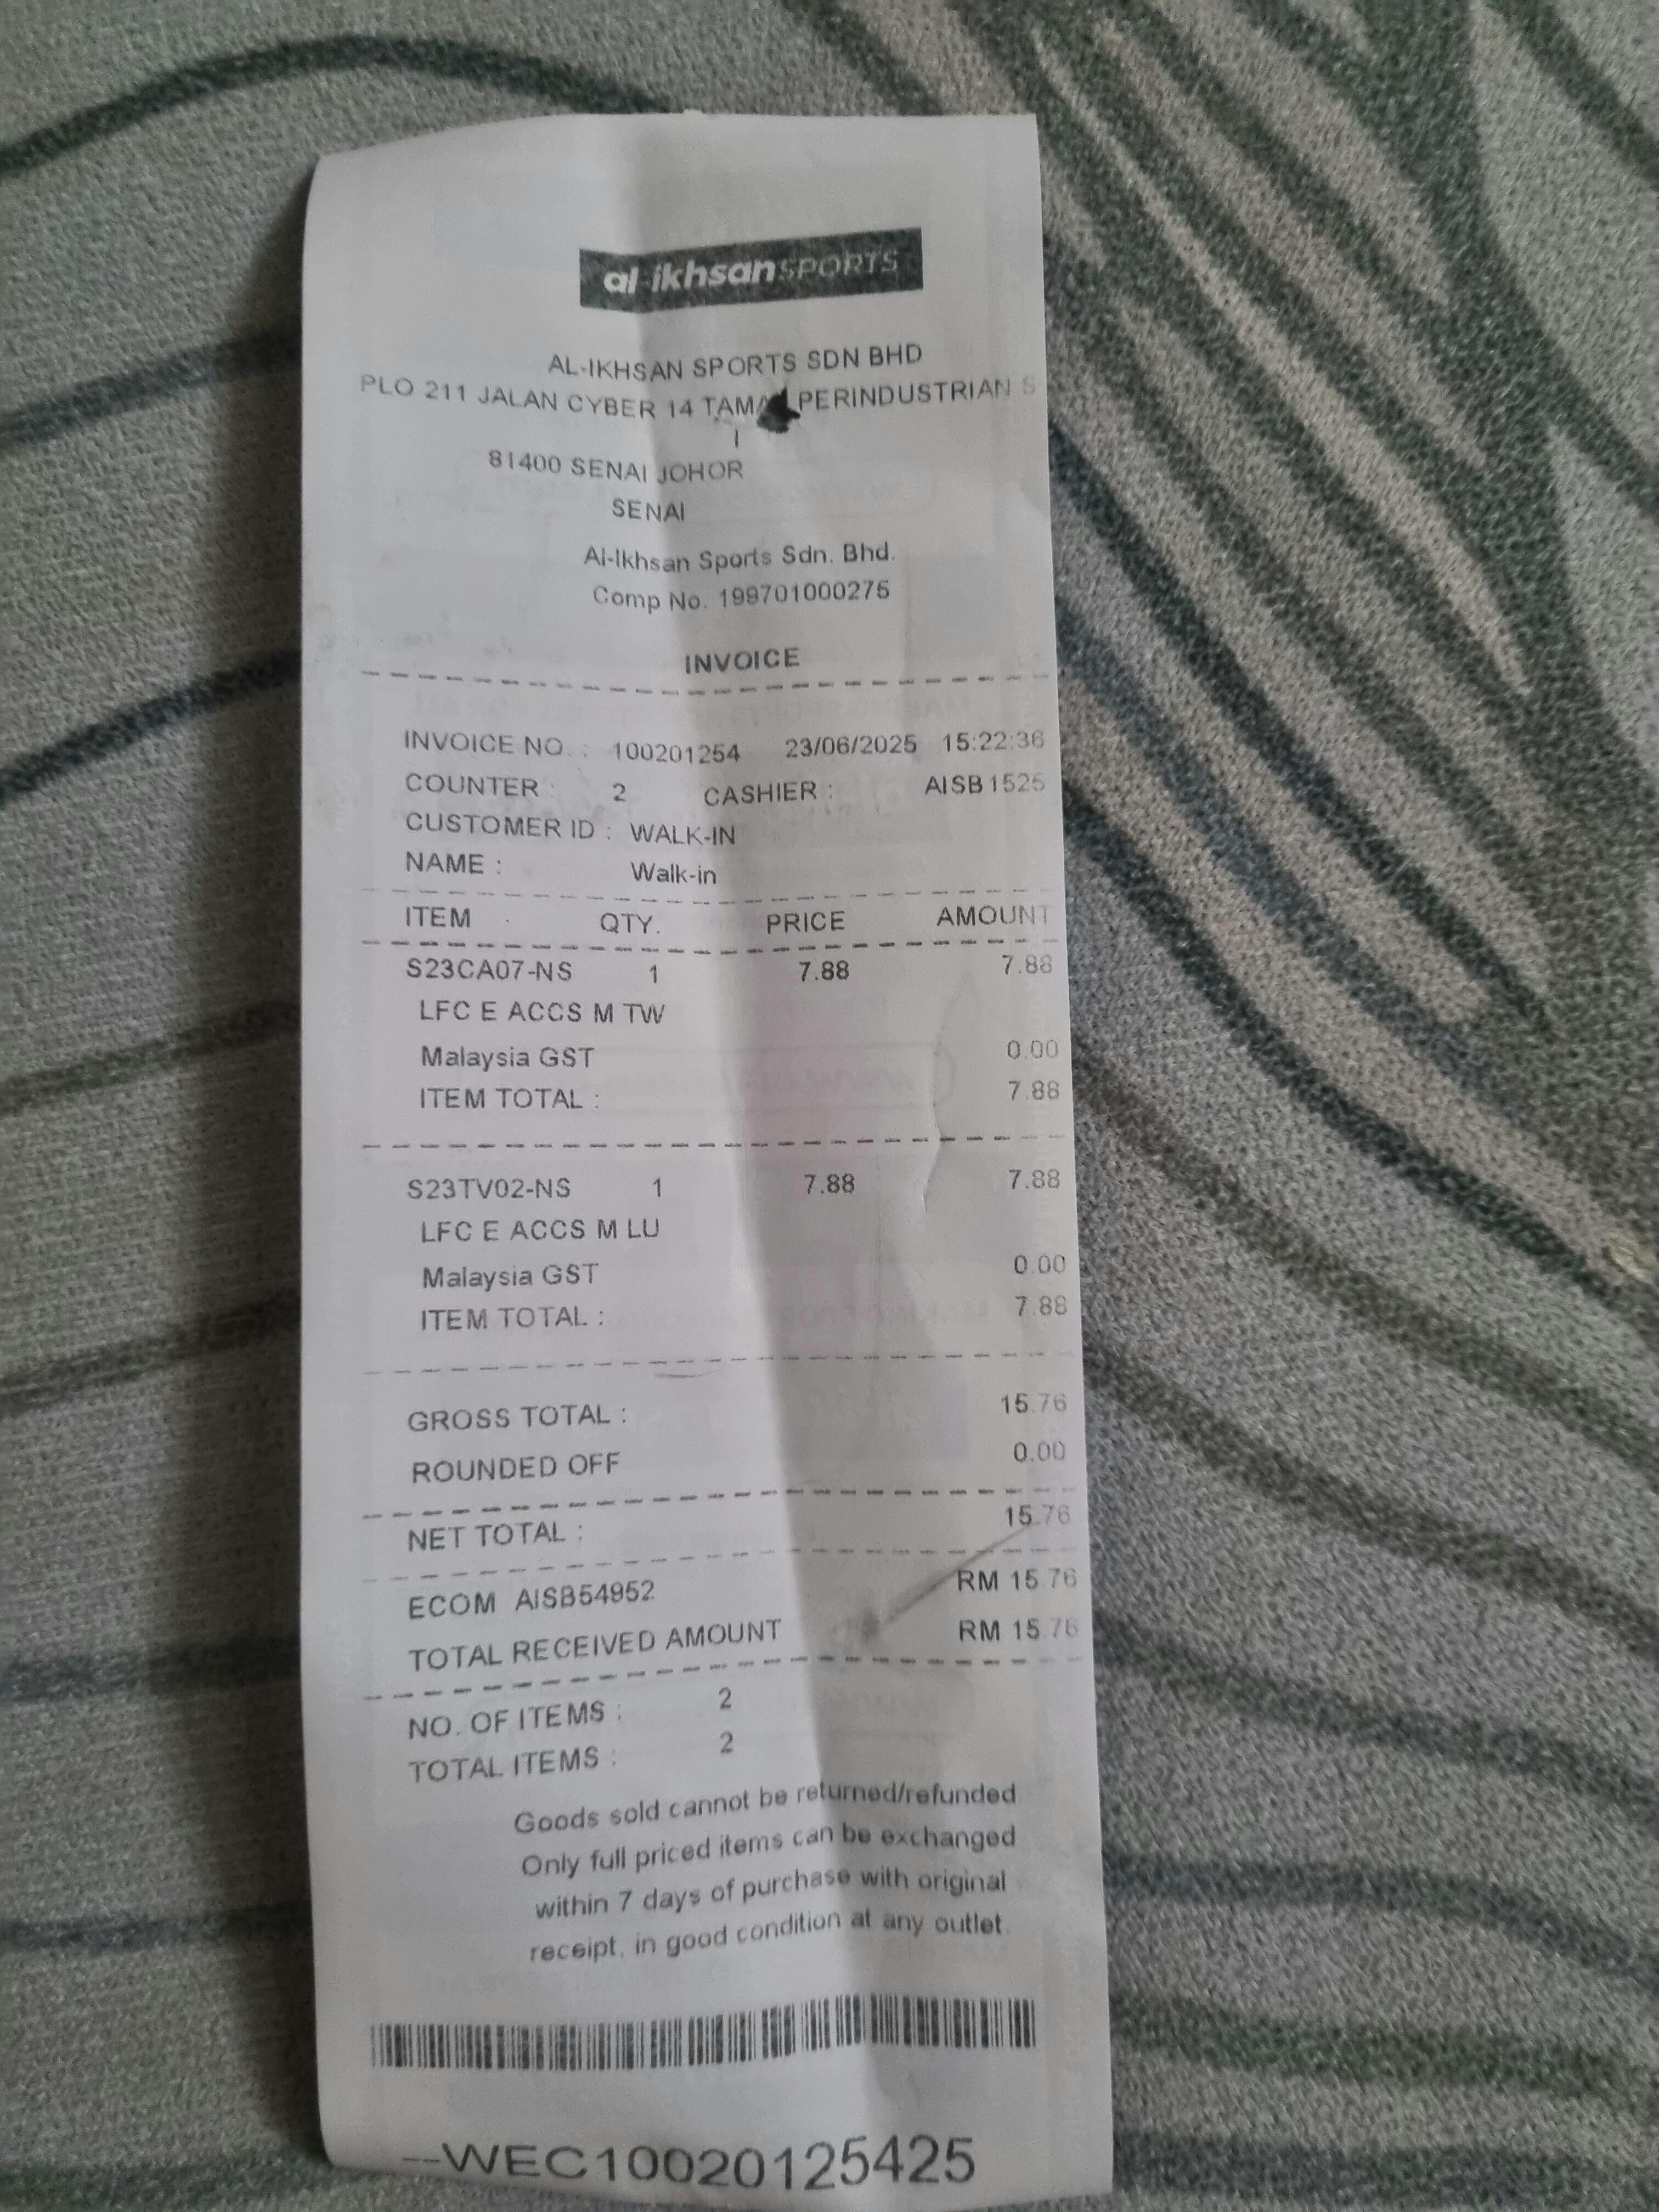 al-ikhsan SPORTS
AL-IKHSAN SPORTS SDN BHD
PLO 211 JALAN CYBER 14 PERINDUSTRIAN S
I
81400 SENAI JOHOR
SENAI
Al-Ikhsan Sports Sdn. Bhd.
Comp No. 199701000275
INVOICE
INVOICE NO. : 100201254 23/06/2025 15:22:36
COUNTER : 2 CASHIER : AISB1525
CUSTOMER ID : WALK-IN
NAME : Walk-in
ITEM QTY. PRICE AMOUNT
S23CA07-NS 1 7.88 7.88
LFC E ACCS M TW
Malaysia GST 0.00
ITEM TOTAL : 7.88
S23TV02-NS 1 7.88 7.88
LFC E ACCS M LU
Malaysia GST 0.00
ITEM TOTAL : 7.88
GROSS TOTAL : 15.76
ROUNDED OFF 0.00
NET TOTAL : 15.76
ECOM AISB54952 RM 15.76
TOTAL RECEIVED AMOUNT RM 15.76
NO. OF ITEMS : 2
TOTAL ITEMS : 2
Goods sold cannot be returned/refunded
Only full priced items can be exchanged
within 7 days of purchase with original
receipt, in good condition at any outlet
--WEC10020125425